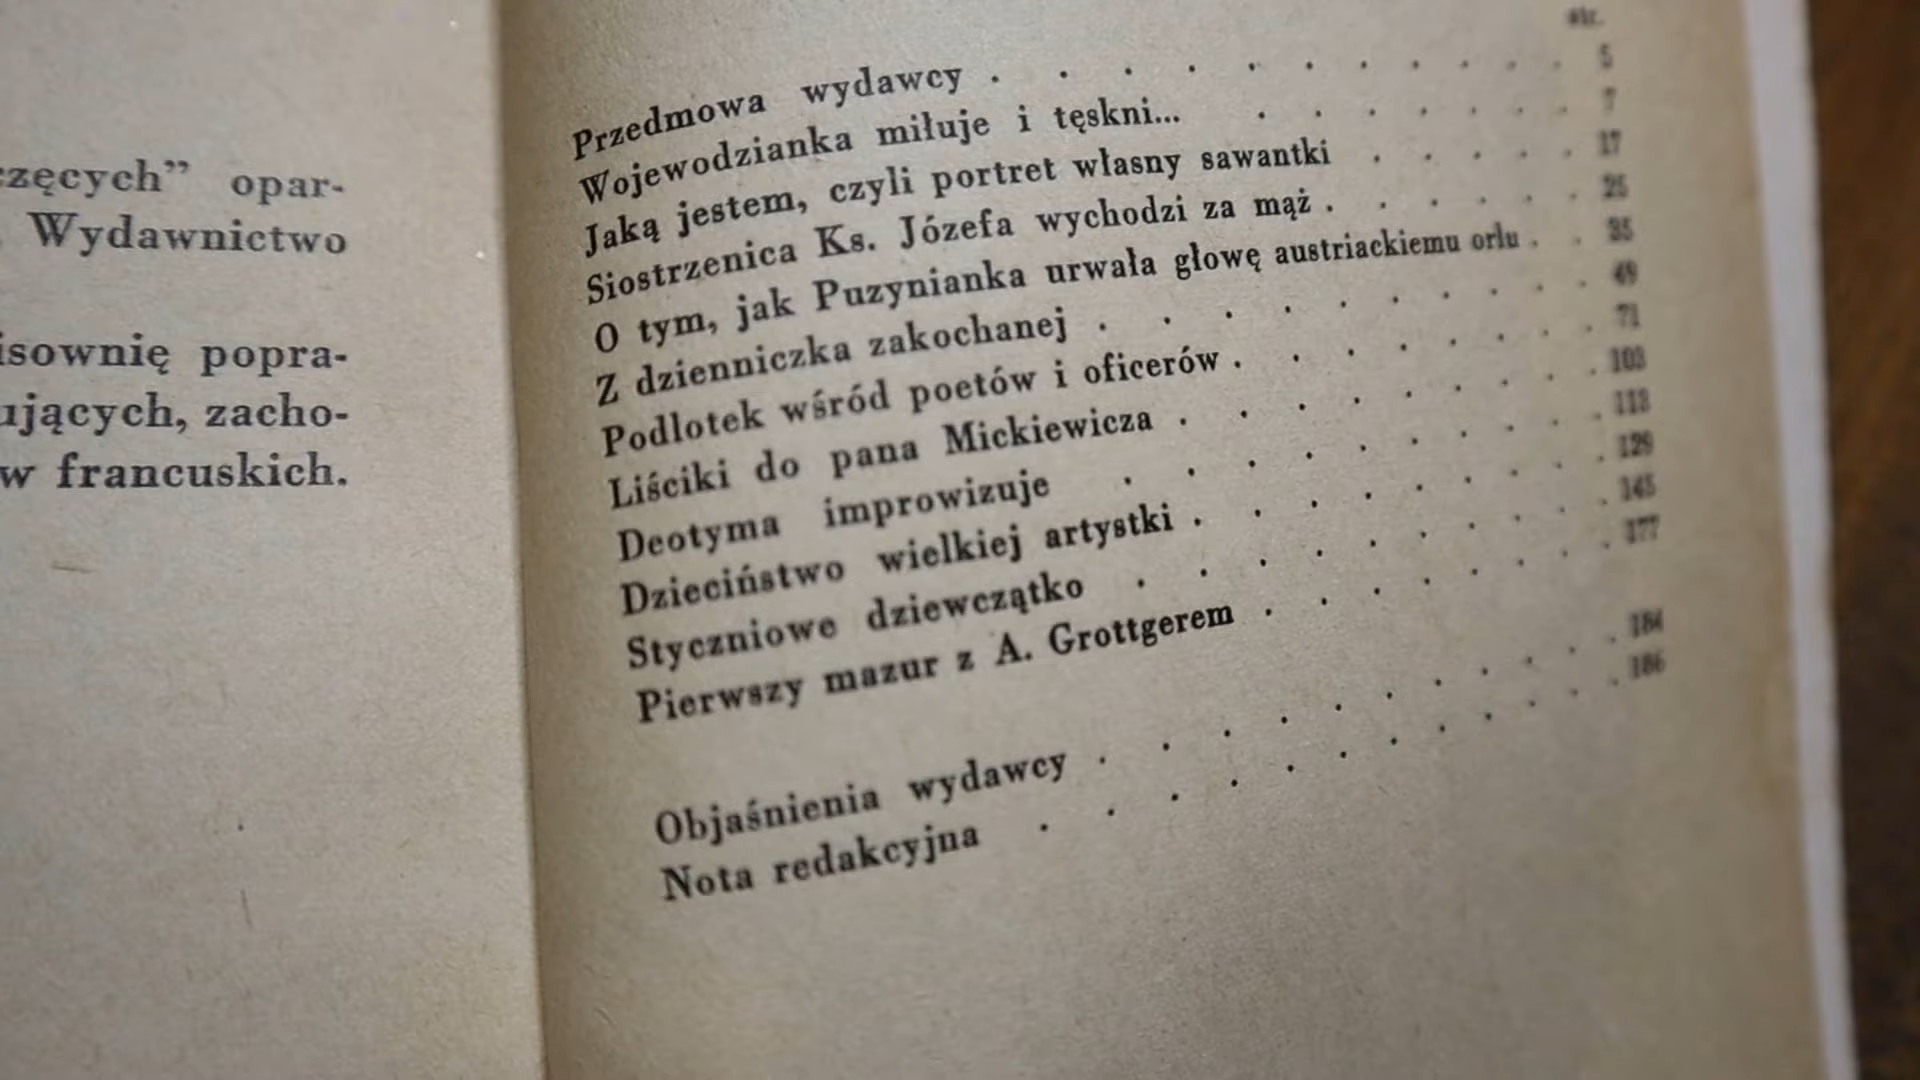 zęcych” opar-
Wydawnictwo
isownię popra-
ujących, zacho-
w francuskich.
str.
Przedmowa wydawcy . . . . . . . . . . 5
Wojewodzianka miłuje i tęskni... . . . . . . . 7
Jaką jestem, czyli portret własny sawantki . . . . . 17
Siostrzenica Ks. Józefa wychodzi za mąż . . . . . . 25
O tym, jak Puzynianka urwała głowę austriackiemu orłu . . 35
Z dzienniczka zakochanej . . . . . . . . . 49
Podlotek wśród poetów i oficerów . . . . . . . 71
Liściki do pana Mickiewicza . . . . . . . . 103
Deotyma improwizuje . . . . . . . . . 113
Dzieciństwo wielkiej artystki . . . . . . . . 129
Styczniowe dziewczątko . . . . . . . . . 145
Pierwszy mazur z A. Grottgerem . . . . . . . 177
Objaśnienia wydawcy . . . . . . . . . . 184
Nota redakcyjna . . . . . . . . . . . 186